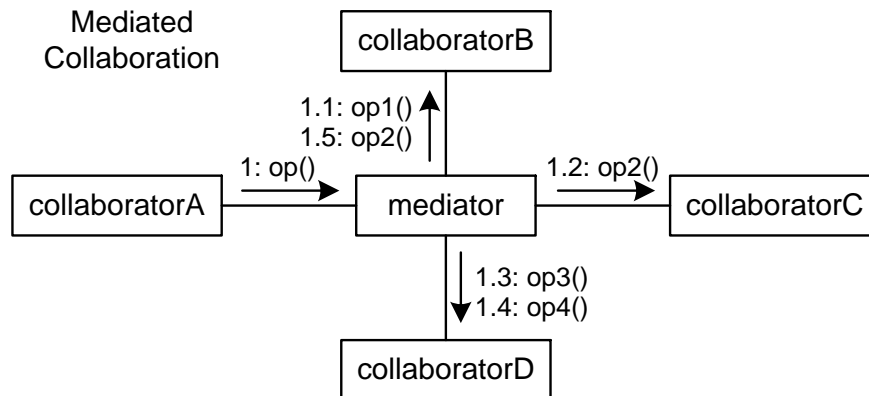 Mediated
Collaboration
collaboratorB
1.1: op1()
1.5: op2()
1: op()
1.2: op2()
collaboratorA
mediator
collaboratorC
1.3: op3()
1.4: op4()
collaboratorD